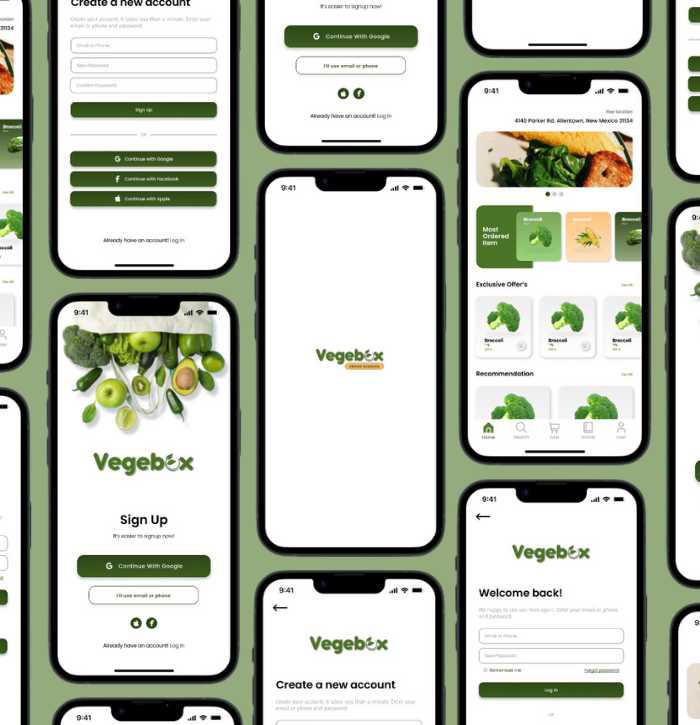 31134
Broccoli
See All
Create a new account
Create your account, it takes less than a minute. Enter your
email or phone and password
Email or Phone
New Password
Confirm Password
Sign Up
or
Continue with Google
Continue with Facebook
Continue with Apple
Already have an account? Log In
9:41
Vegebox
Sign Up
It's easier to signup now!
Continue With Google
I'll use email or phone
Already have an account? Log In
9:41
It's easier to signup now!
Continue With Google
I'll use email or phone
Already have an account? Log In
9:41
Vegebox
9:41
Vegebox
Create a new account
Create your account, it takes less than a minute. Enter your
email or phone and password
9:41
Your location
4140 Parker Rd. Allentown, New Mexico 31134
Most
Ordered
Item
Broccoli
Broccoli
Broccoli
Exclusive Offer's
See All
Broccoli
Broccoli
Recommendation
See All
Home
Search
Cart
Article
User
9:41
Vegebox
Welcome back!
We happy to see you here again. Enter your email or phone
and password
Email or Phone
New Password
Remember me
Forgot password?
Log In
or